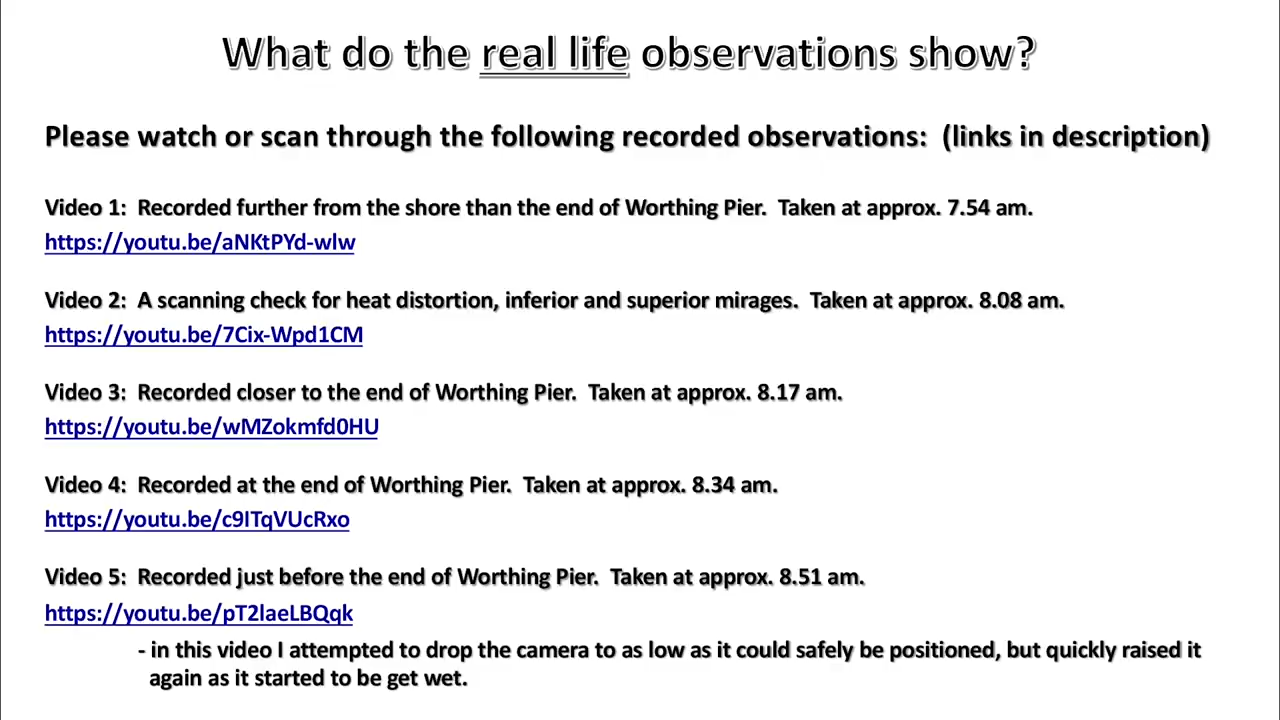 What do the real life observations show?
Please watch or scan through the following recorded observations:  (links in description)
Video 1:  Recorded further from the shore than the end of Worthing Pier.  Taken at approx. 7.54 am.
https://youtu.be/aNKtPYd-wlw
Video 2:  A scanning check for heat distortion, inferior and superior mirages.  Taken at approx. 8.08 am.
https://youtu.be/7Cix-Wpd1CM
Video 3:  Recorded closer to the end of Worthing Pier.  Taken at approx. 8.17 am.
https://youtu.be/wMZokmfd0HU
Video 4:  Recorded at the end of Worthing Pier.  Taken at approx. 8.34 am.
https://youtu.be/c9ITqVUcRxo
Video 5:  Recorded just before the end of Worthing Pier.  Taken at approx. 8.51 am.
https://youtu.be/pT2laeLBQqk
- in this video I attempted to drop the camera to as low as it could safely be positioned, but quickly raised it
again as it started to be get wet.